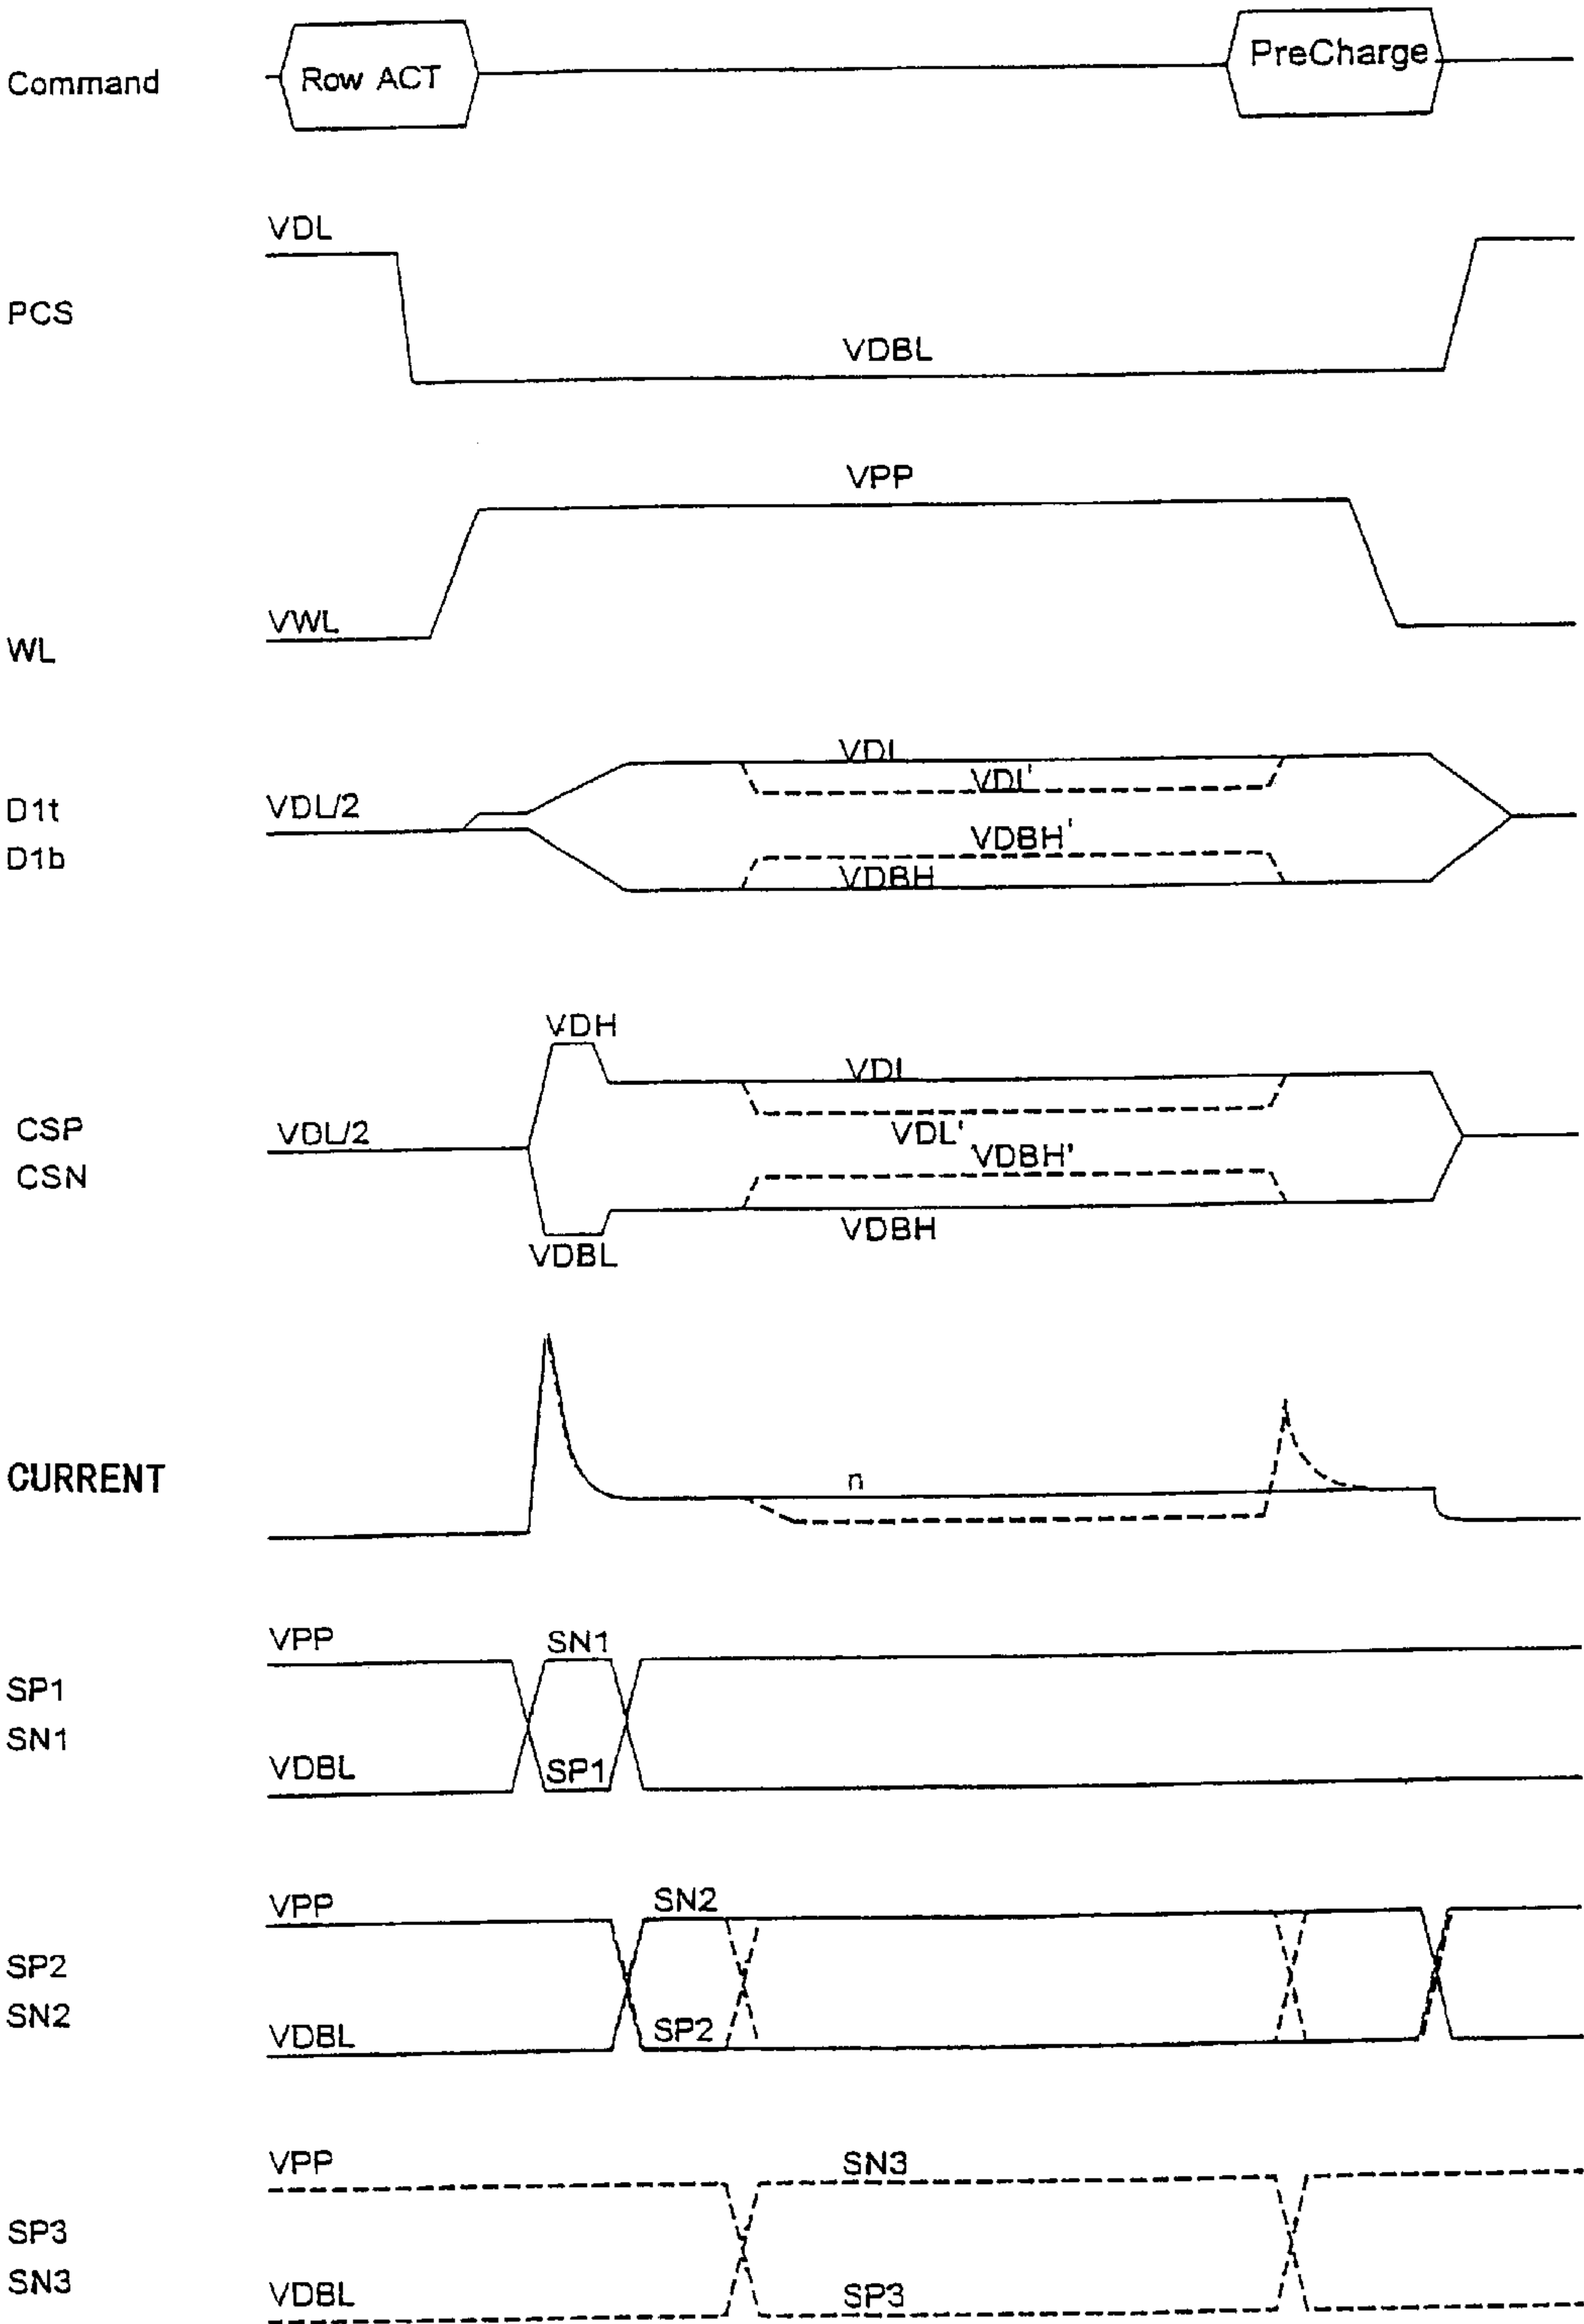 Command
Row ACT
PreCharge
VDL
PCS
VDBL
VPP
VWL
WL
VDL
VDL'
D1t
VDL/2
D1b
VDBH'
VDBH
VDH
VDL
CSP
VDL/2
VDL'
CSN
VDBH'
VDBH
VDBL
CURRENT
n
VPP
SN1
SP1
SN1
VDBL
SP1
VPP
SN2
SP2
SN2
VDBL
SP2
VPP
SN3
SP3
SN3
VDBL
SP3